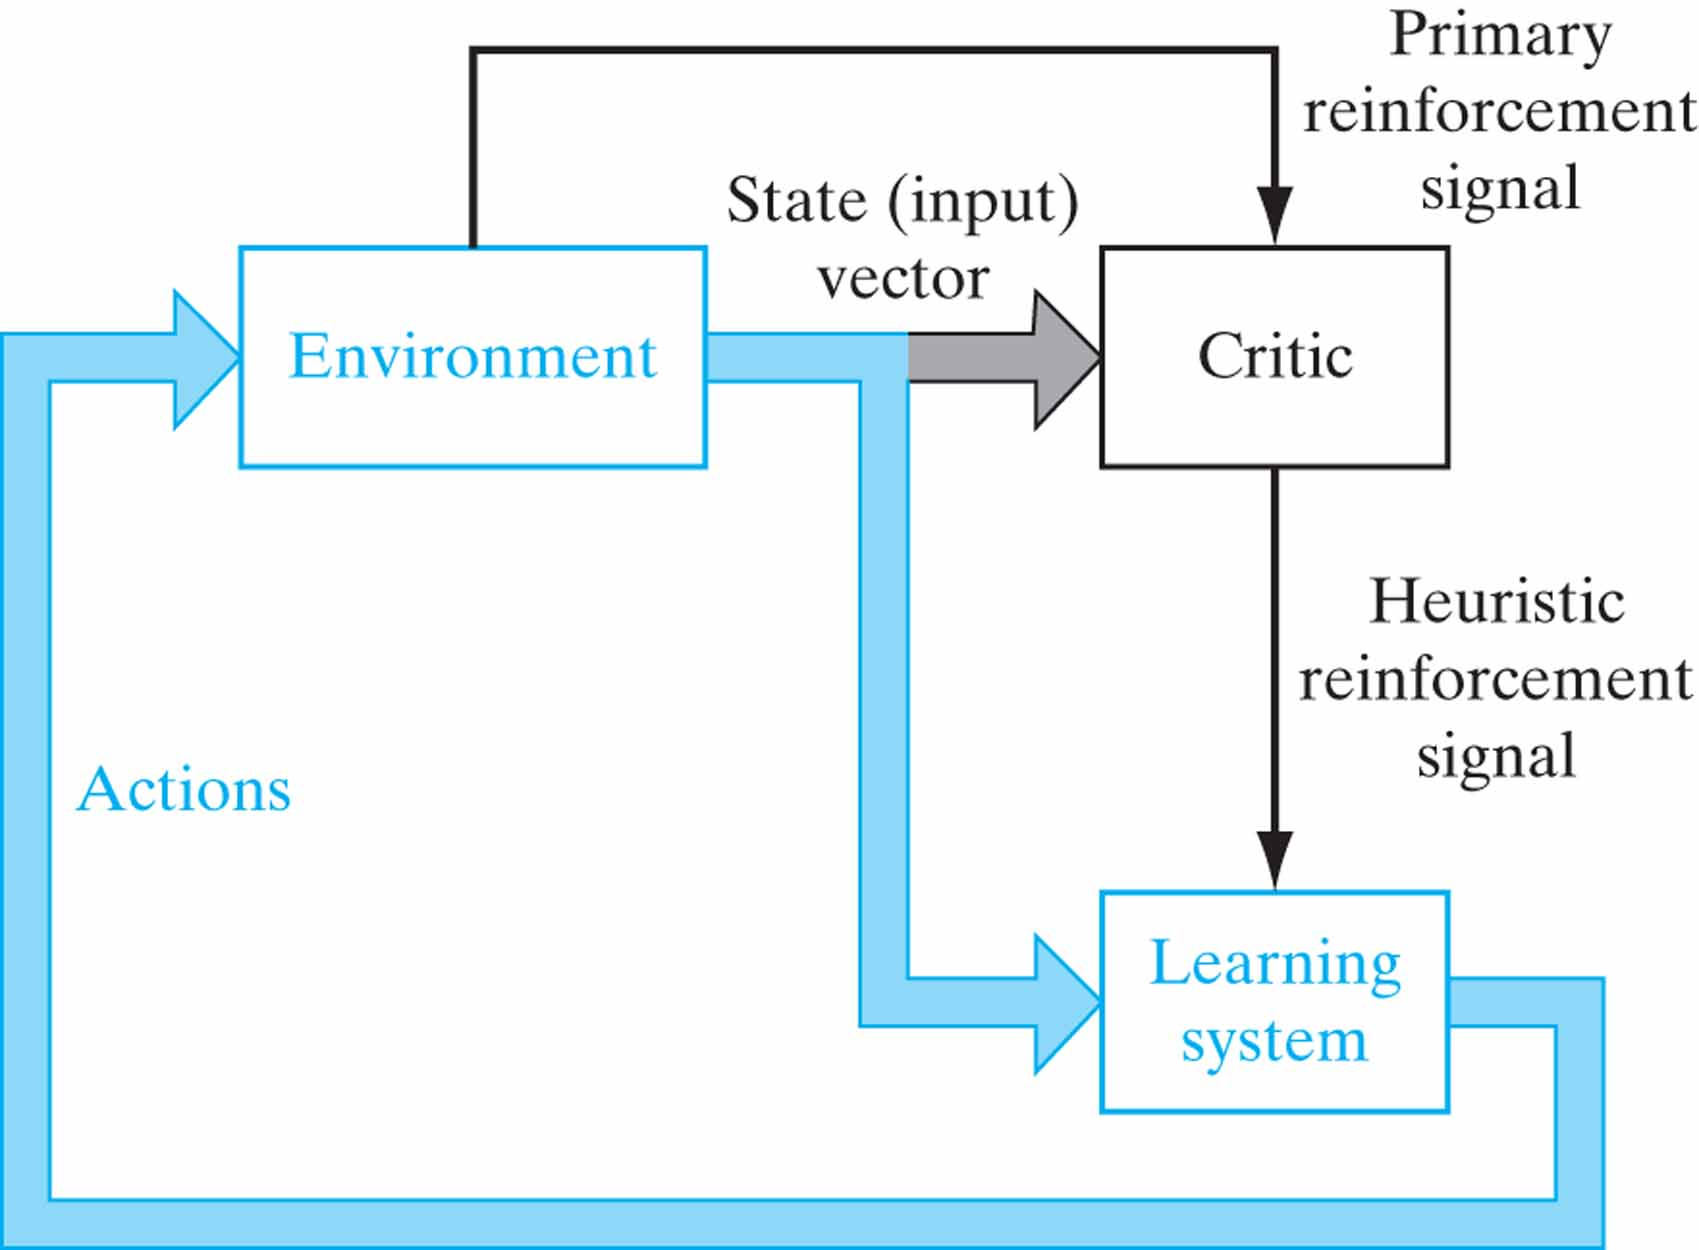 Primary
reinforcement
signal
State (input)
vector
Environment
Critic
Heuristic
reinforcement
signal
Actions
Learning
system